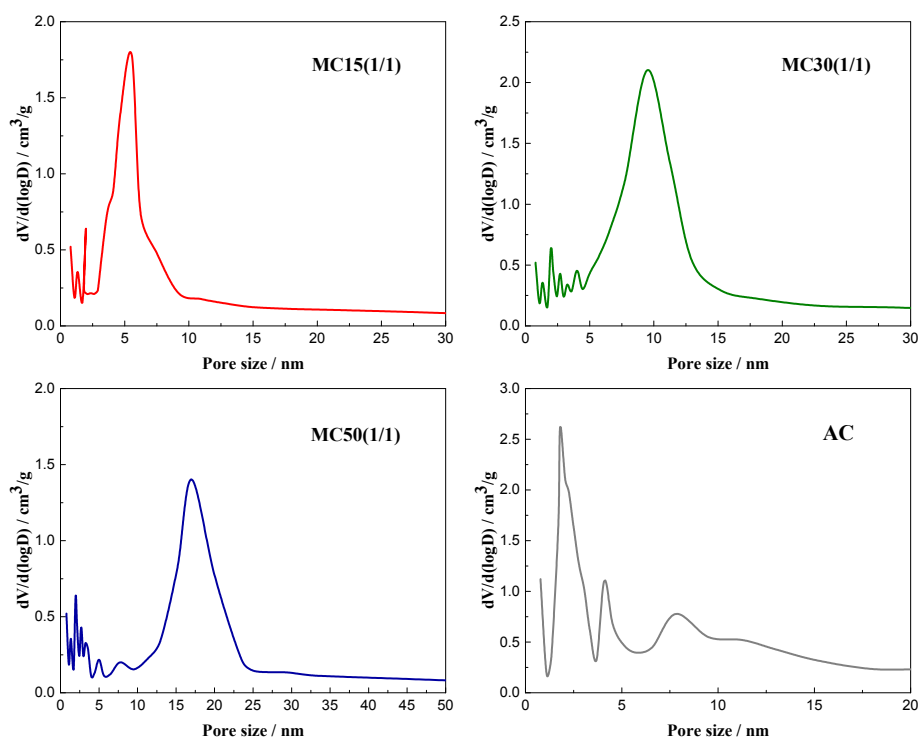 MC15(1/1)
dV/d(logD) / cm³/g
2.0
1.5
1.0
0.5
0.0
0 5 10 15 20 25 30
Pore size / nm
MC30(1/1)
dV/d(logD) / cm³/g
2.5
2.0
1.5
1.0
0.5
0.0
0 5 10 15 20 25 30
Pore size / nm
MC50(1/1)
dV/d(logD) / cm³/g
2.0
1.5
1.0
0.5
0.0
0 5 10 15 20 25 30 35 40 45 50
Pore size / nm
AC
dV/d(logD) / cm³/g
3.0
2.5
2.0
1.5
1.0
0.5
0.0
0 5 10 15 20
Pore size / nm